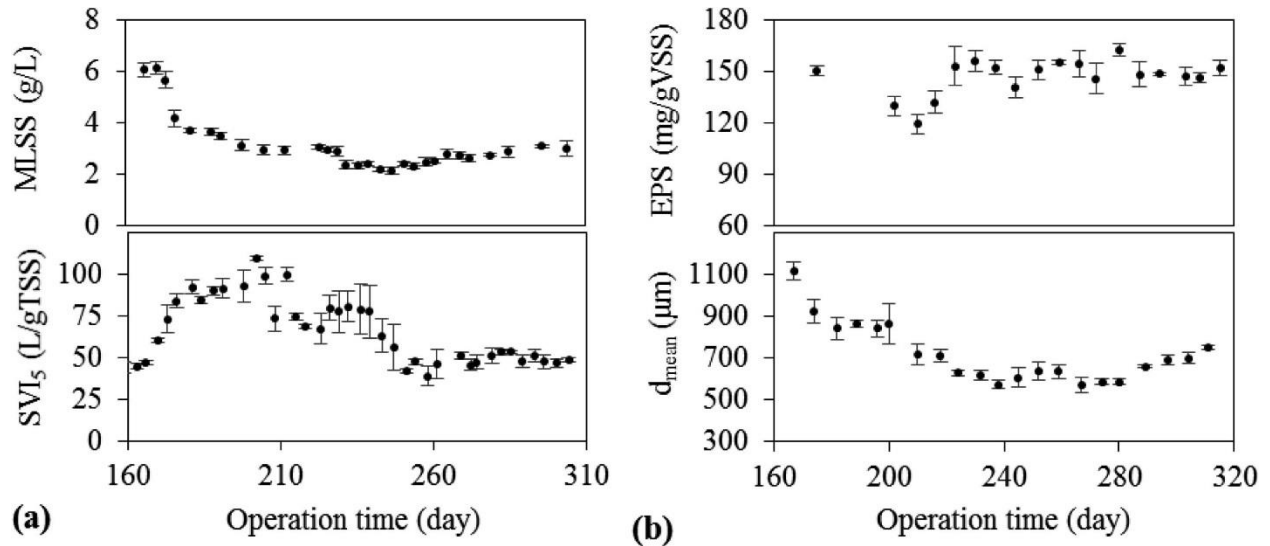 MLSS (g/L)
8
6
4
2
0
SVI₅ (L/gTSS)
100
75
50
25
0
160 210 260 310
Operation time (day)
(a)
EPS (mg/gVSS)
180
150
120
90
60
dmean (µm)
1100
900
700
500
300
160 200 240 280 320
Operation time (day)
(b)